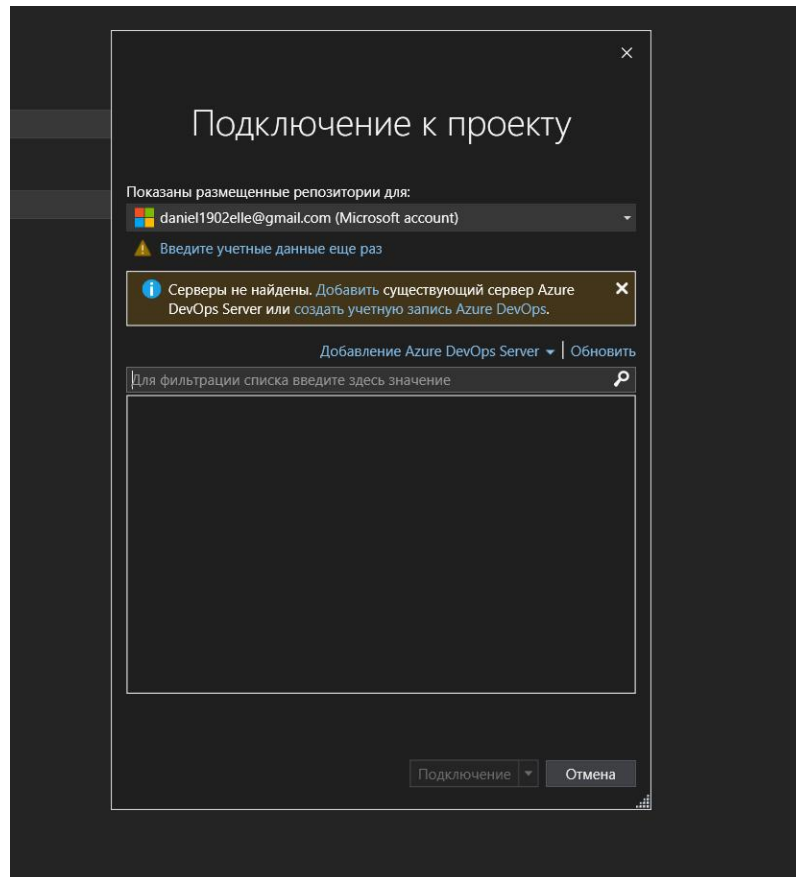 Подключение к проекту
Показаны размещенные репозитории для:
daniel1902elle@gmail.com (Microsoft account)
Введите учетные данные еще раз
Серверы не найдены. Добавить существующий сервер Azure
DevOps Server или создать учетную запись Azure DevOps.
Добавление Azure DevOps Server | Обновить
Для фильтрации списка введите здесь значение
Подключение Отмена